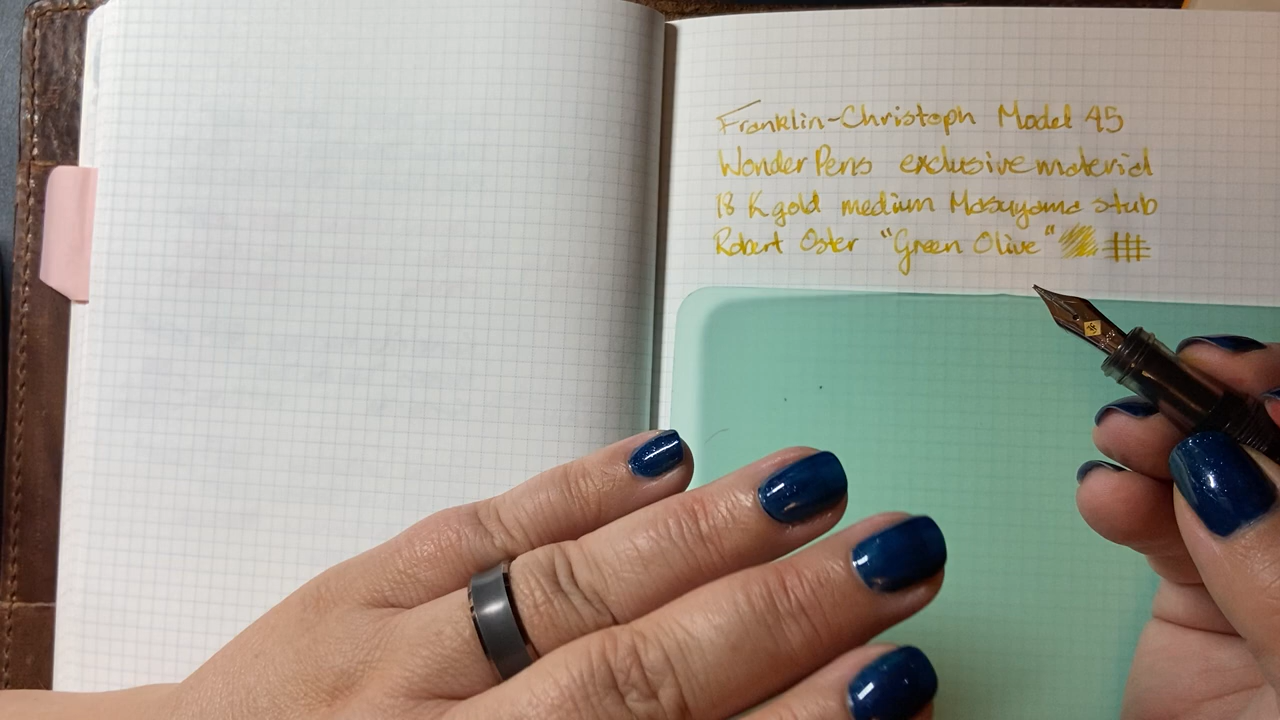 Franklin-Christoph Model 45
Wonder Pens exclusive material
18 K gold medium Masuyama stub
Robert Oster "Green Olive"